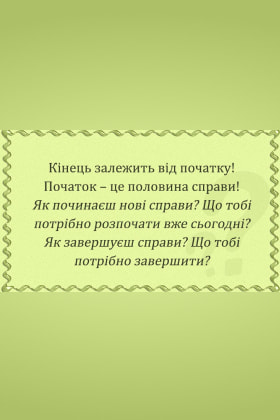 Кінець залежить від початку!
Початок – це половина справи!
Як починаєш нові справи? Що тобі
потрібно розпочати вже сьогодні?
Як завершуєш справи? Що тобі
потрібно завершити?